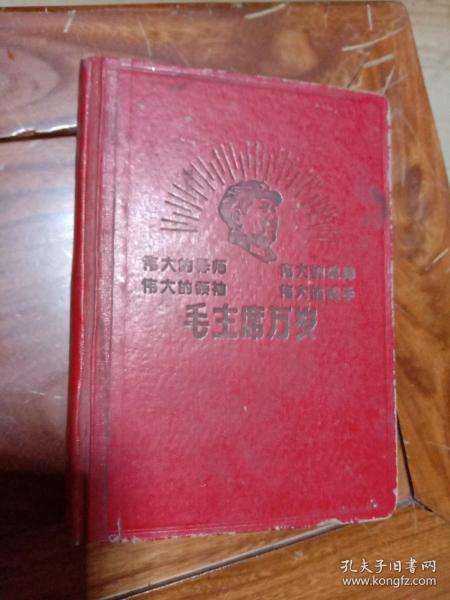 伟大的导师 伟大的统帅
伟大的领袖 伟大的舵手
毛主席万岁
孔夫子旧书网
www.kongfz.com